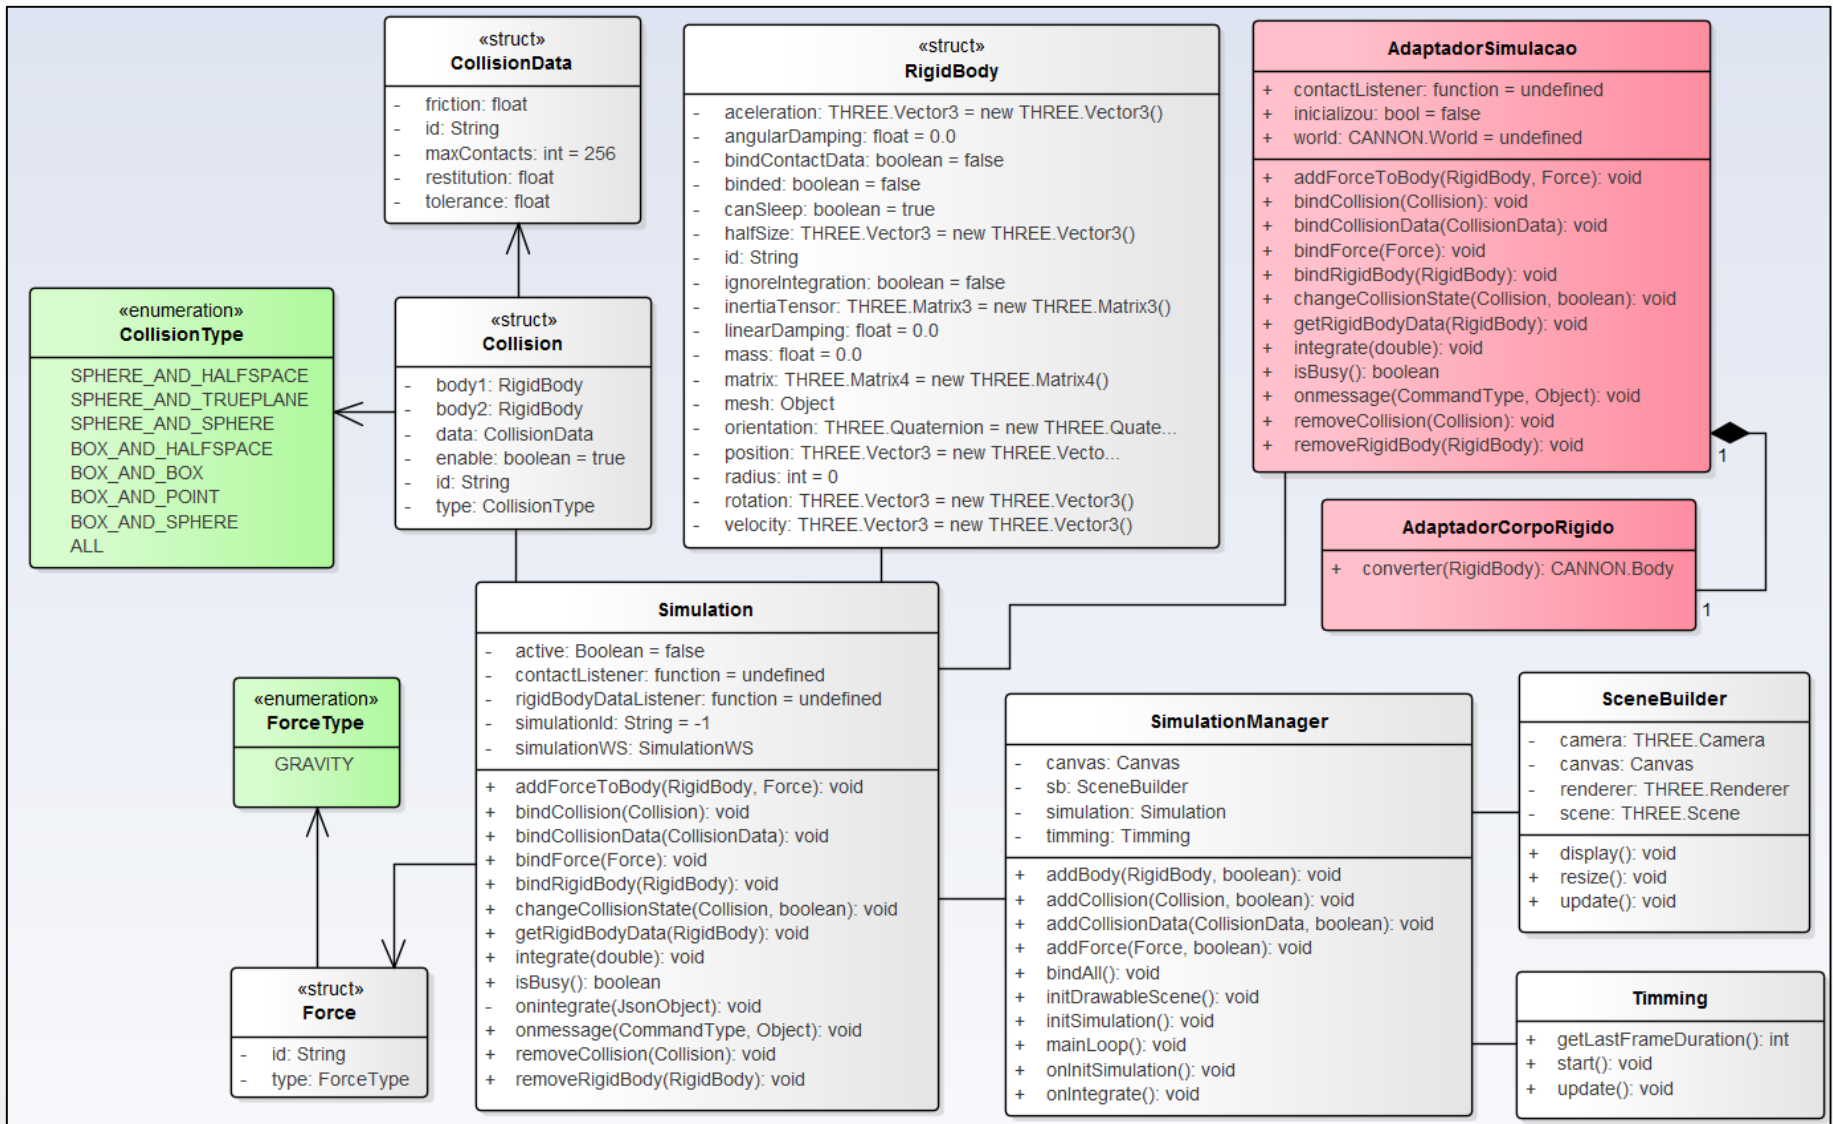 «struct»
CollisionData
- friction: float
- id: String
- maxContacts: int = 256
- restitution: float
- tolerance: float
«struct»
RigidBody
- aceleration: THREE.Vector3 = new THREE.Vector3()
- angularDamping: float = 0.0
- bindContactData: boolean = false
- binded: boolean = false
- canSleep: boolean = true
- halfSize: THREE.Vector3 = new THREE.Vector3()
- id: String
- ignoreIntegration: boolean = false
- inertiaTensor: THREE.Matrix3 = new THREE.Matrix3()
- linearDamping: float = 0.0
- mass: float = 0.0
- matrix: THREE.Matrix4 = new THREE.Matrix4()
- mesh: Object
- orientation: THREE.Quaternion = new THREE.Quate...
- position: THREE.Vector3 = new THREE.Vecto...
- radius: int = 0
- rotation: THREE.Vector3 = new THREE.Vector3()
- velocity: THREE.Vector3 = new THREE.Vector3()
AdaptadorSimulacao
+ contactListener: function = undefined
+ inicializou: bool = false
+ world: CANNON.World = undefined
+ addForceToBody(RigidBody, Force): void
+ bindCollision(Collision): void
+ bindCollisionData(CollisionData): void
+ bindForce(Force): void
+ bindRigidBody(RigidBody): void
+ changeCollisionState(Collision, boolean): void
+ getRigidBodyData(RigidBody): void
+ integrate(double): void
+ isBusy(): boolean
+ onmessage(CommandType, Object): void
+ removeCollision(Collision): void
+ removeRigidBody(RigidBody): void
1
«enumeration»
CollisionType
SPHERE_AND_HALFSPACE
SPHERE_AND_TRUEPLANE
SPHERE_AND_SPHERE
BOX_AND_HALFSPACE
BOX_AND_BOX
BOX_AND_POINT
BOX_AND_SPHERE
ALL
«struct»
Collision
- body1: RigidBody
- body2: RigidBody
- data: CollisionData
- enable: boolean = true
- id: String
- type: CollisionType
AdaptadorCorpoRigido
+ converter(RigidBody): CANNON.Body
1
Simulation
- active: Boolean = false
- contactListener: function = undefined
- rigidBodyDataListener: function = undefined
- simulationId: String = -1
- simulationWS: SimulationWS
+ addForceToBody(RigidBody, Force): void
+ bindCollision(Collision): void
+ bindCollisionData(CollisionData): void
+ bindForce(Force): void
+ bindRigidBody(RigidBody): void
+ changeCollisionState(Collision, boolean): void
+ getRigidBodyData(RigidBody): void
+ integrate(double): void
+ isBusy(): boolean
- onintegrate(JsonObject): void
+ onmessage(CommandType, Object): void
+ removeCollision(Collision): void
+ removeRigidBody(RigidBody): void
«enumeration»
ForceType
GRAVITY
«struct»
Force
- id: String
- type: ForceType
SimulationManager
- canvas: Canvas
- sb: SceneBuilder
- simulation: Simulation
- timming: Timming
+ addBody(RigidBody, boolean): void
+ addCollision(Collision, boolean): void
+ addCollisionData(CollisionData, boolean): void
+ addForce(Force, boolean): void
+ bindAll(): void
+ initDrawableScene(): void
+ initSimulation(): void
+ mainLoop(): void
+ onInitSimulation(): void
+ onIntegrate(): void
SceneBuilder
- camera: THREE.Camera
- canvas: Canvas
- renderer: THREE.Renderer
- scene: THREE.Scene
+ display(): void
+ resize(): void
+ update(): void
Timming
+ getLastFrameDuration(): int
+ start(): void
+ update(): void